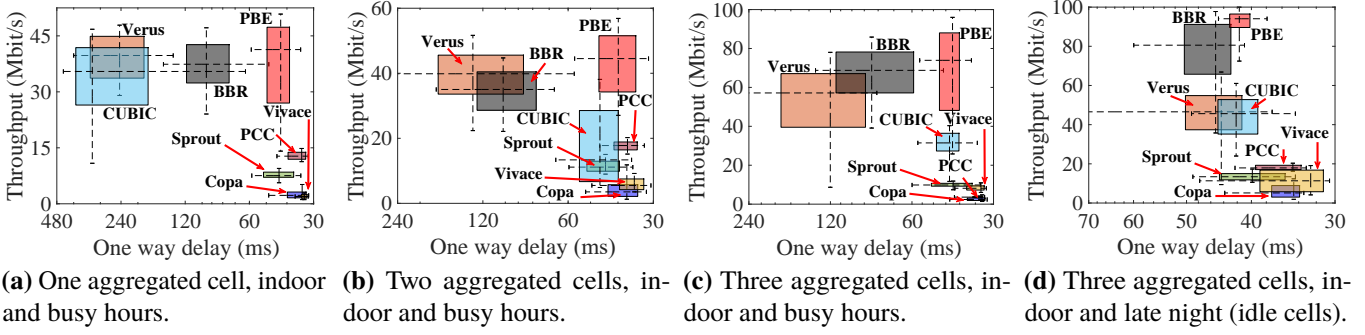 Throughput (Mbit/s)
45
30
15
0
480
240
120
60
30
One way delay (ms)
Verus
CUBIC
BBR
PBE
Vivace
PCC
Sprout
Copa
(a) One aggregated cell, indoor
and busy hours.
Throughput (Mbit/s)
60
40
20
0
240
120
60
30
One way delay (ms)
Verus
BBR
PBE
CUBIC
PCC
Sprout
Vivace
Copa
(b) Two aggregated cells, in-
door and busy hours.
Throughput (Mbit/s)
100
80
60
40
20
0
240
120
60
30
One way delay (ms)
Verus
BBR
PBE
CUBIC
Vivace
Sprout
PCC
Copa
(c) Three aggregated cells, in-
door and busy hours.
Throughput (Mbit/s)
100
80
60
40
20
0
70
50
40
30
One way delay (ms)
BBR
PBE
Verus
CUBIC
Vivace
PCC
Sprout
Copa
(d) Three aggregated cells, in-
door and late night (idle cells).